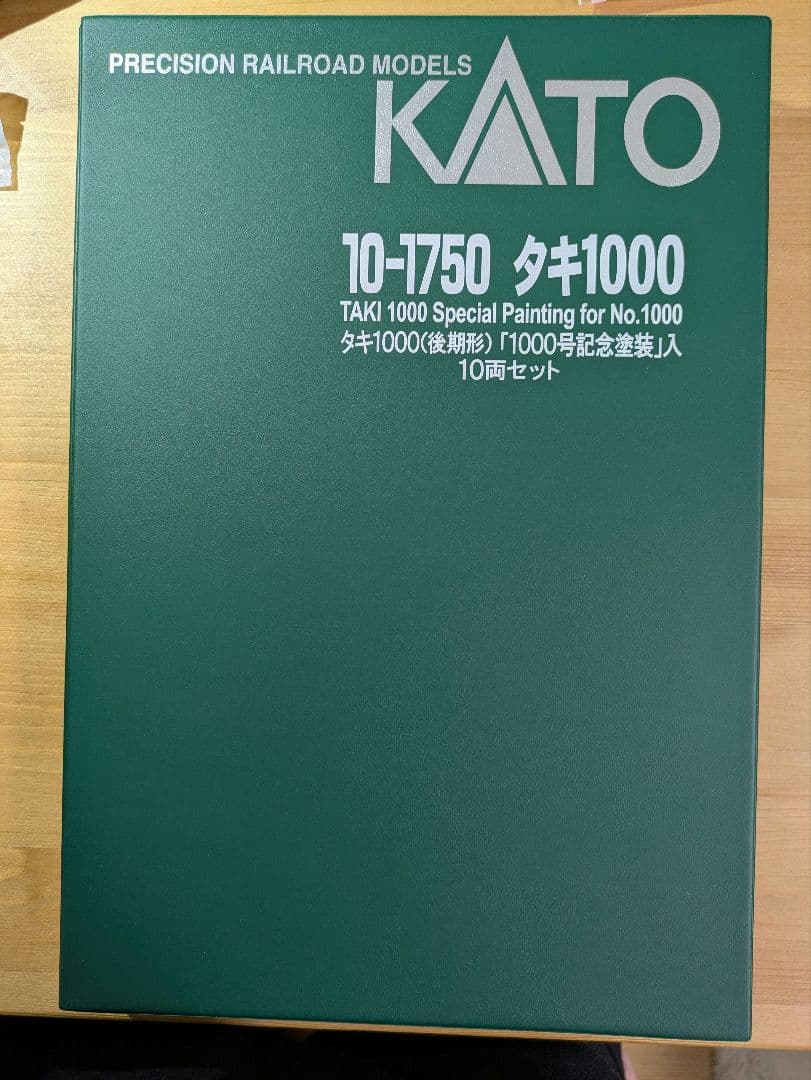 PRECISION RAILROAD MODELS
KATO
10-1750 タキ1000
TAKI 1000 Special Painting for No.1000
タキ1000(後期形)「1000号記念塗装」入
10両セット